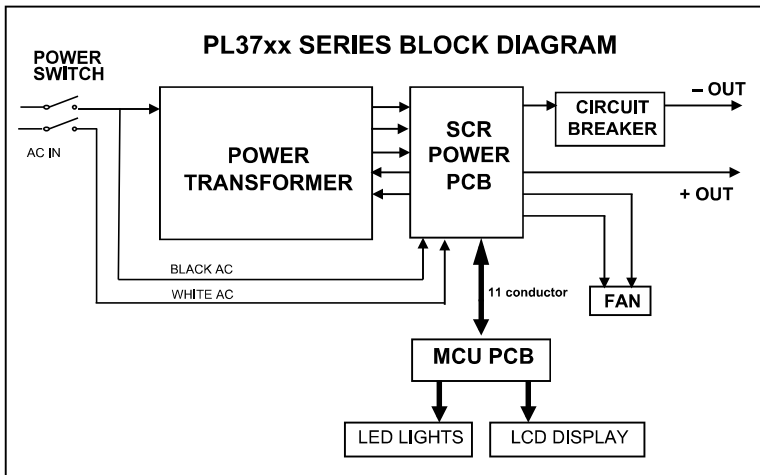 PL37xx SERIES BLOCK DIAGRAM
POWER
SWITCH
AC IN
POWER
TRANSFORMER
SCR
POWER
PCB
CIRCUIT
BREAKER
– OUT
+ OUT
BLACK AC
WHITE AC
11 conductor
FAN
MCU PCB
LED LIGHTS
LCD DISPLAY